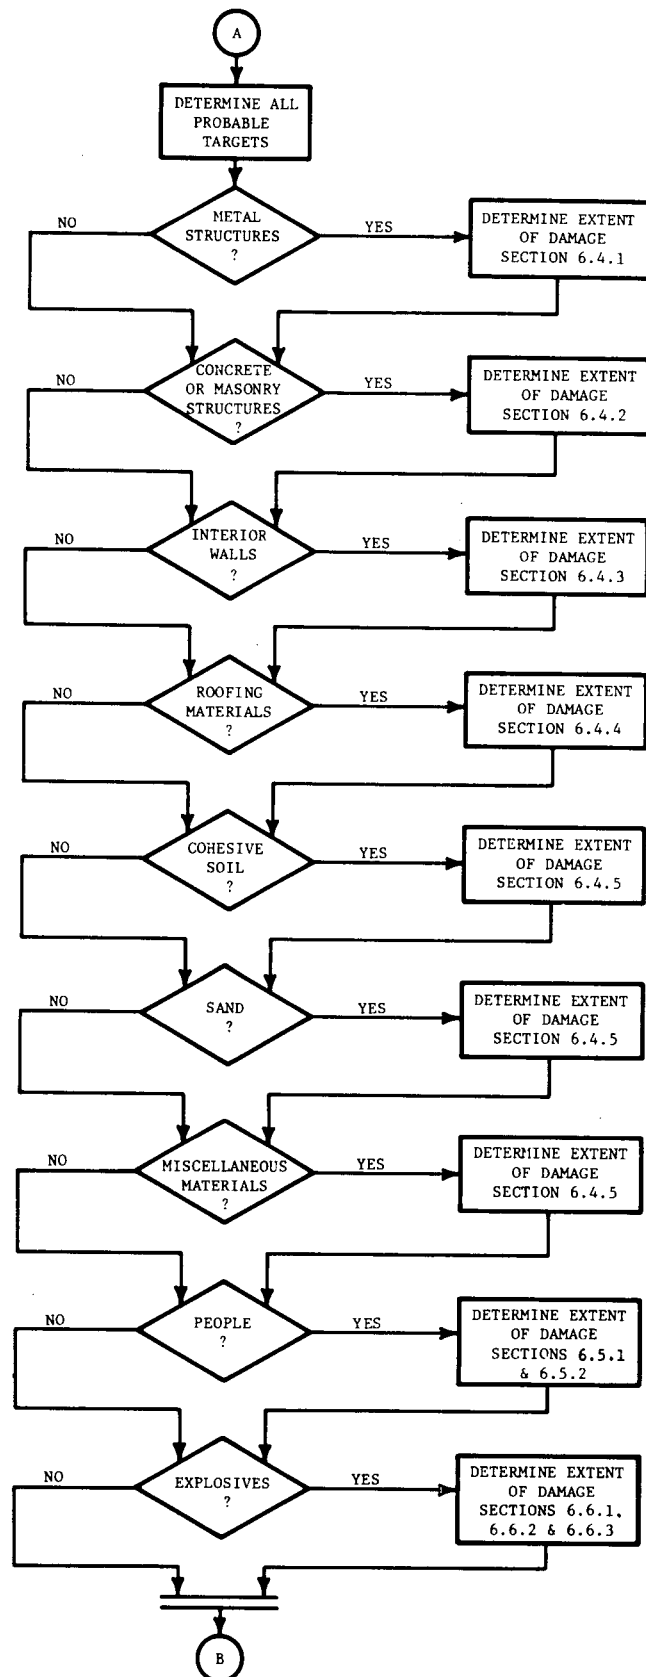 A
DETERMINE ALL
PROBABLE
TARGETS
METAL
STRUCTURES
?
NO
YES
DETERMINE EXTENT
OF DAMAGE
SECTION 6.4.1
CONCRETE
OR MASONRY
STRUCTURES
?
NO
YES
DETERMINE EXTENT
OF DAMAGE
SECTION 6.4.2
INTERIOR
WALLS
?
NO
YES
DETERMINE EXTENT
OF DAMAGE
SECTION 6.4.3
ROOFING
MATERIALS
?
NO
YES
DETERMINE EXTENT
OF DAMAGE
SECTION 6.4.4
COHESIVE
SOIL
?
NO
YES
DETERMINE EXTENT
OF DAMAGE
SECTION 6.4.5
SAND
?
NO
YES
DETERMINE EXTENT
OF DAMAGE
SECTION 6.4.5
MISCELLANEOUS
MATERIALS
?
NO
YES
DETERMINE EXTENT
OF DAMAGE
SECTION 6.4.5
PEOPLE
?
NO
YES
DETERMINE EXTENT
OF DAMAGE
SECTIONS 6.5.1
& 6.5.2
EXPLOSIVES
?
NO
YES
DETERMINE EXTENT
OF DAMAGE
SECTIONS 6.6.1,
6.6.2 & 6.6.3
B